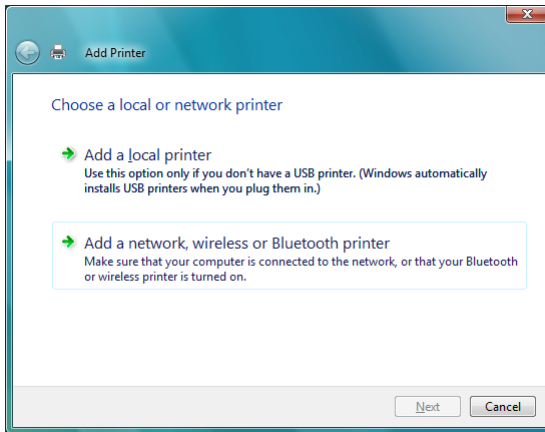 Add Printer
Choose a local or network printer
Add a local printer
Use this option only if you don't have a USB printer. (Windows automatically
installs USB printers when you plug them in.)
Add a network, wireless or Bluetooth printer
Make sure that your computer is connected to the network, or that your Bluetooth
or wireless printer is turned on.
Next Cancel